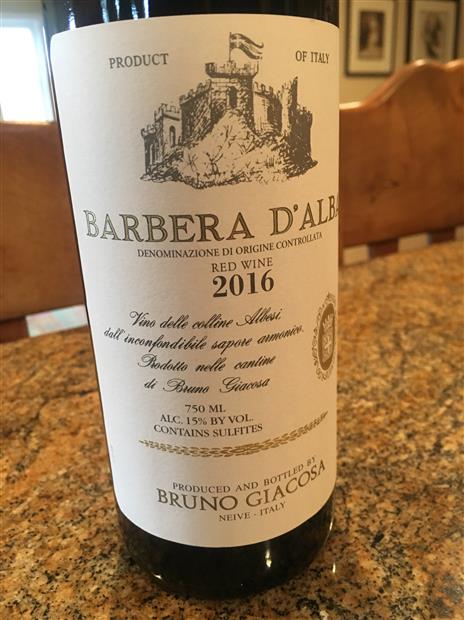 PRODUCT OF ITALY
BARBERA D'ALBA
DENOMINAZIONE DI ORIGINE CONTROLLATA
RED WINE
2016
Vino delle colline Albesi
dall'inconfondibile sapore armonico.
Prodotto nelle cantine
di Bruno Giacosa
750 ML
ALC. 15% BY VOL.
CONTAINS SULFITES
PRODUCED AND BOTTLED BY
BRUNO GIACOSA
NEIVE - ITALY